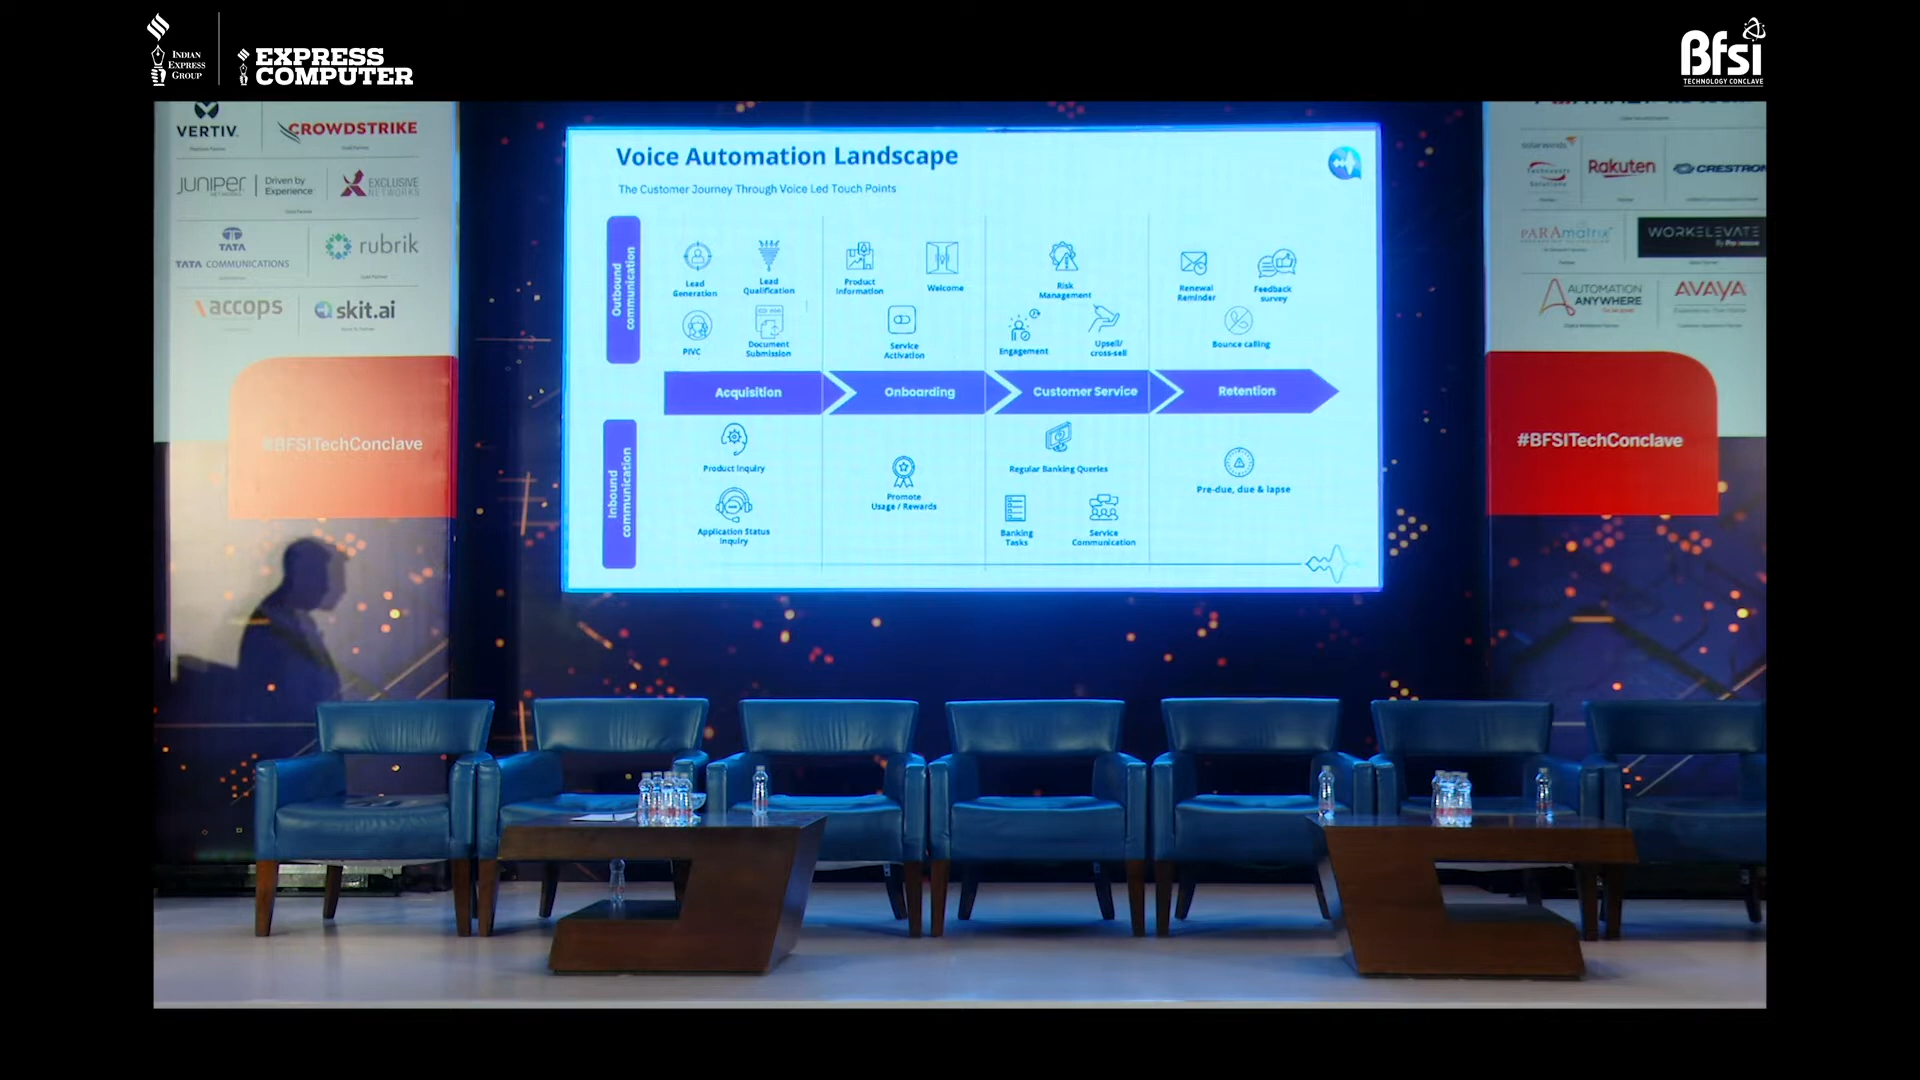 INDIAN
EXPRESS
GROUP
EXPRESS
COMPUTER
Bfsi
TECHNOLOGY CONCLAVE
VERTIV.
CROWDSTRIKE
JUNIPER
NETWORKS
Driven by
Experience
EXCLUSIVE
NETWORKS
TATA
TATA COMMUNICATIONS
rubrik
accops
skit.ai
#BFSITechConclave
Voice Automation Landscape
The Customer Journey Through Voice Led Touch Points
Outbound
communication
Lead
Generation
Lead
Qualification
Product
Information
Welcome
Risk
Management
Renewal
Reminder
Feedback
survey
PIVC
Document
Submission
Service
Activation
Engagement
Upsell/
cross-sell
Bounce calling
Acquisition
Onboarding
Customer Service
Retention
Inbound
communication
Product Inquiry
Application Status
Inquiry
Promote
Usage / Rewards
Regular Banking Queries
Banking
Tasks
Service
Communication
Pre-due, due & lapse
solarwinds
Technovate
Solutions
Rakuten
CRESTRON
PARAmatrix
WORKELEVATE
AUTOMATION
ANYWHERE
AVAYA
#BFSITechConclave